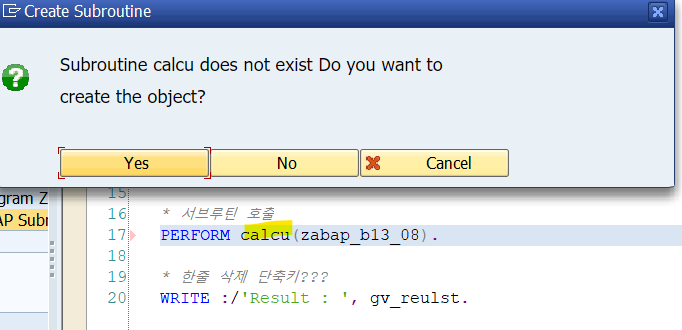 Create Subroutine
Subroutine calcu does not exist Do you want to
create the object?
Yes
No
Cancel
gram Z
AP Subr
15
16 * 서브루틴 호출
17 PERFORM calcu(zabap_b13_08).
18
19 * 한줄 삭제 단축키???
20 WRITE :/'Result : ', gv_reulst.